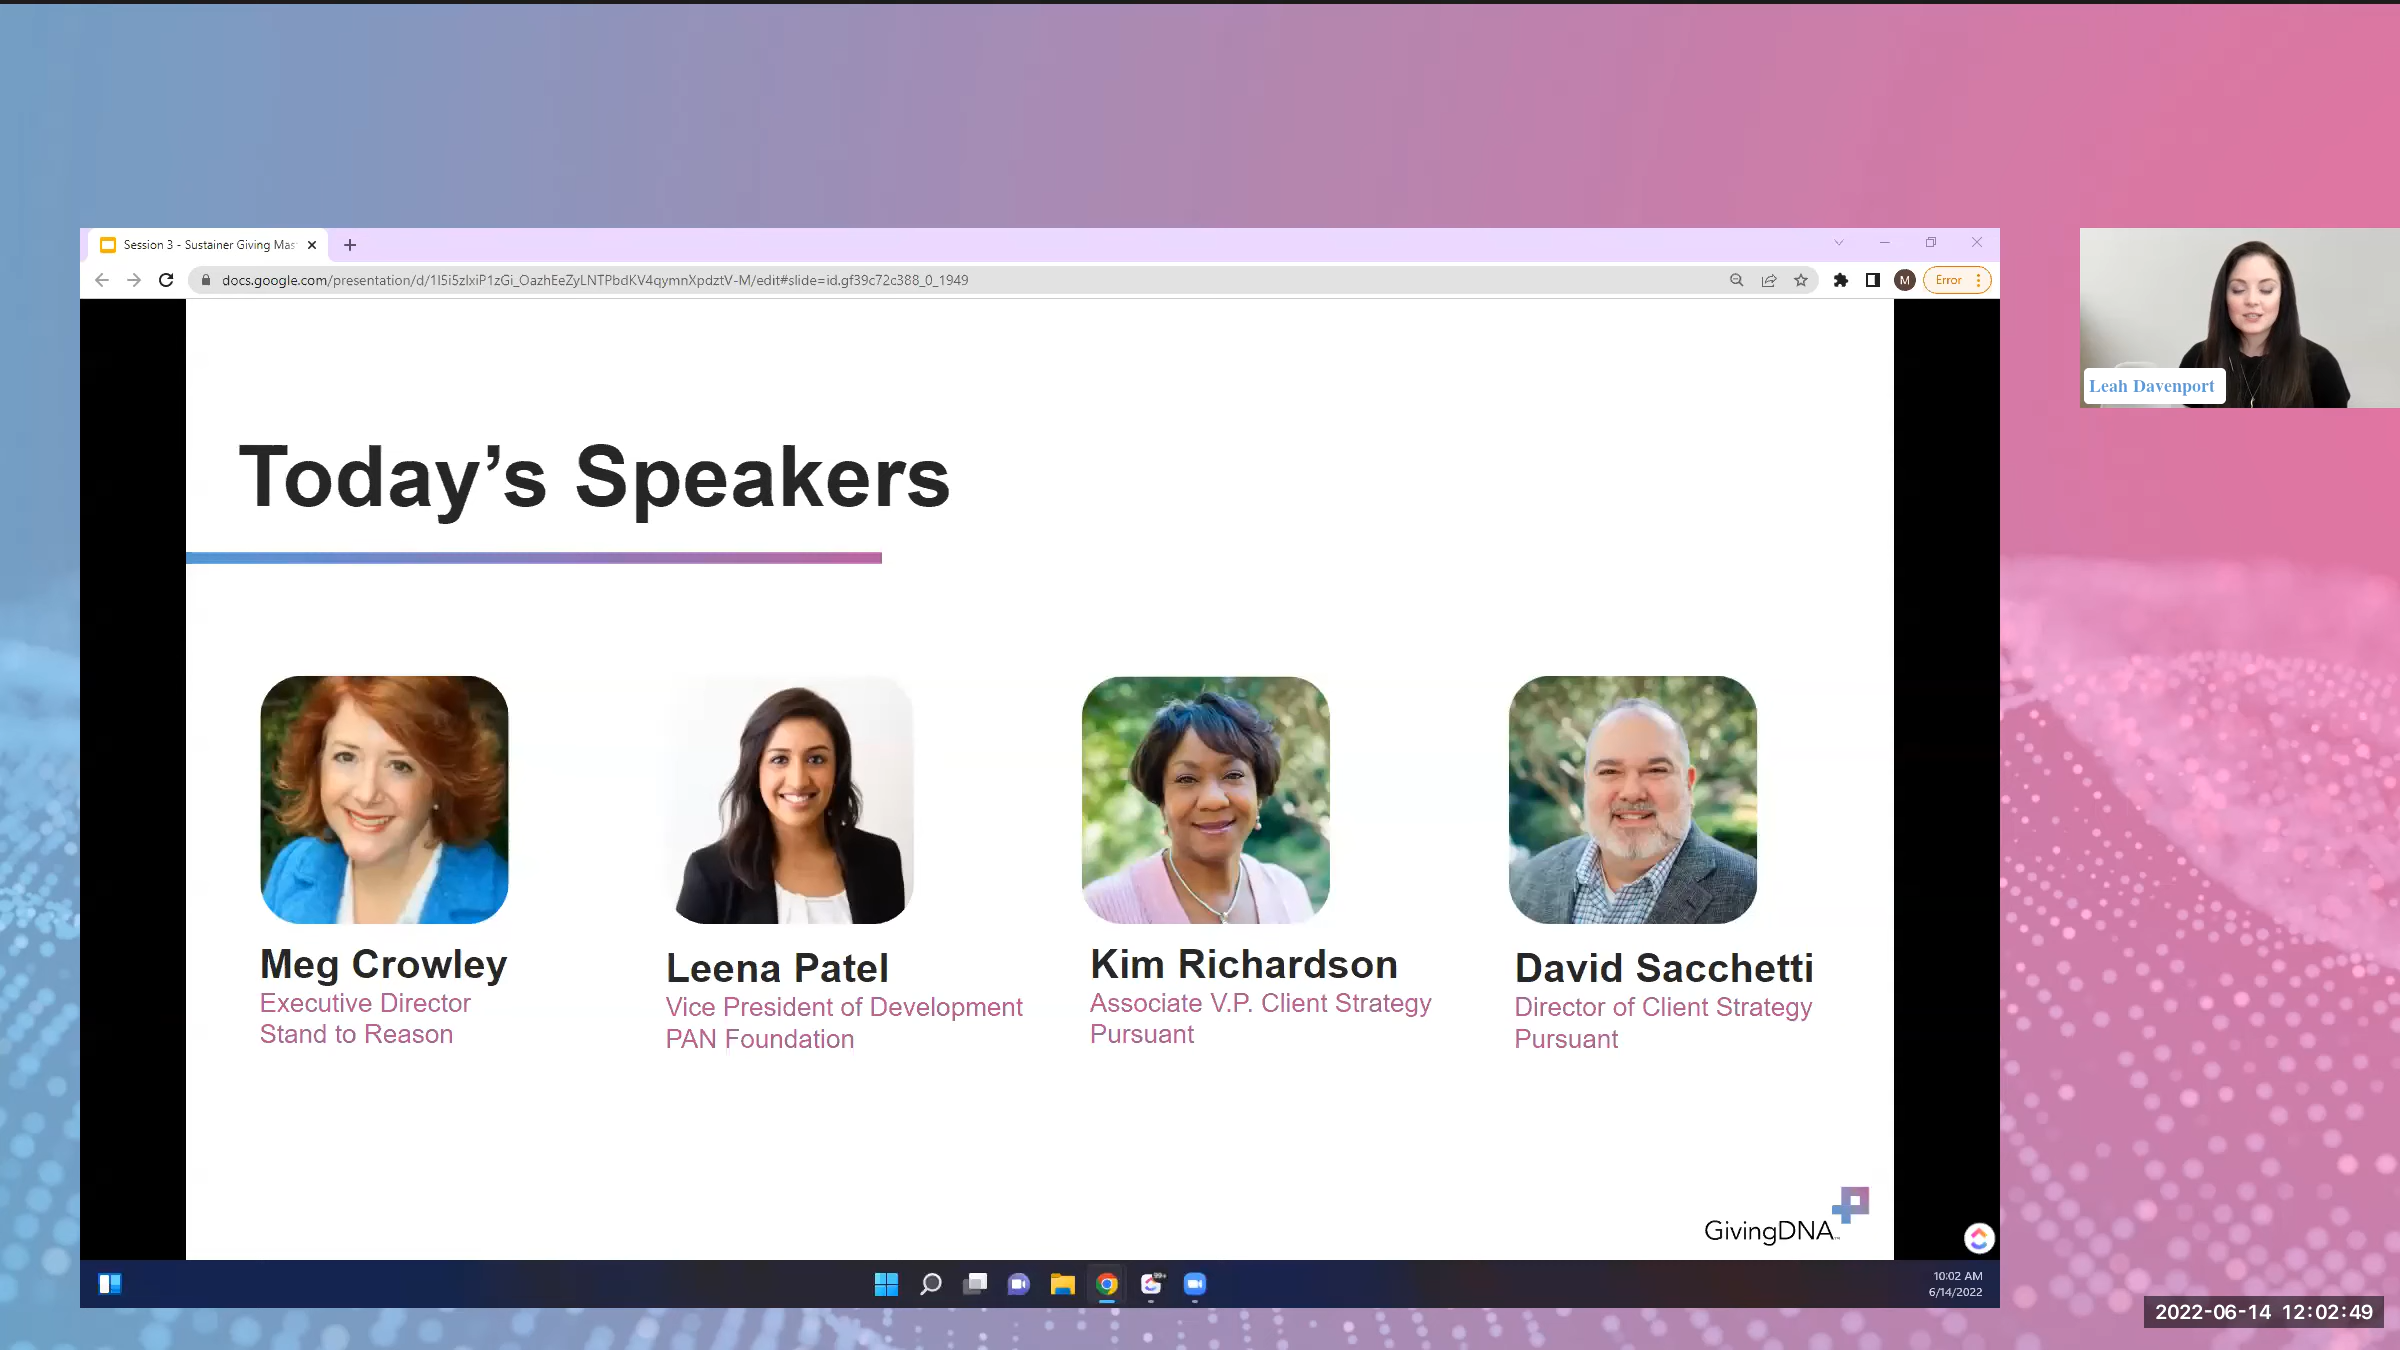 Session 3 - Sustainer Giving Mas
docs.google.com/presentation/d/1I5i5zlxiP1zGi_OazhEeZyLNTPbdKV4qymnXpdztV-M/edit#slide=id.gf39c72c388_0_1949
M
Error
Leah Davenport
Today’s Speakers
Meg Crowley
Executive Director
Stand to Reason
Leena Patel
Vice President of Development
PAN Foundation
Kim Richardson
Associate V.P. Client Strategy
Pursuant
David Sacchetti
Director of Client Strategy
Pursuant
GivingDNA
99+
10:02 AM
6/14/2022
2022-06-14 12:02:49